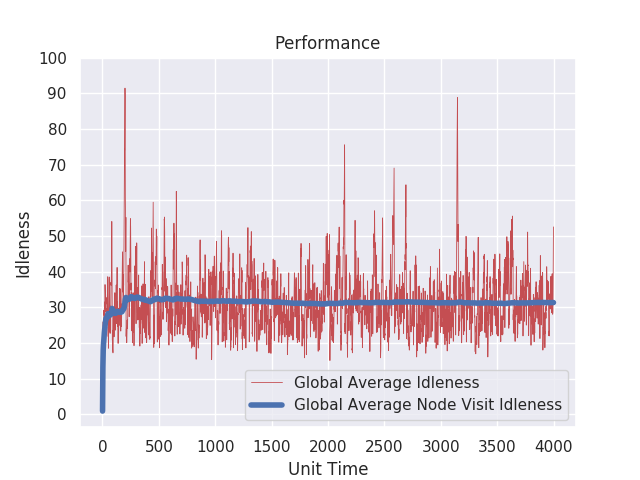 Performance
100
90
80
70
60
50
40
30
20
10
0
Idleness
Global Average Idleness
Global Average Node Visit Idleness
0 500 1000 1500 2000 2500 3000 3500 4000
Unit Time